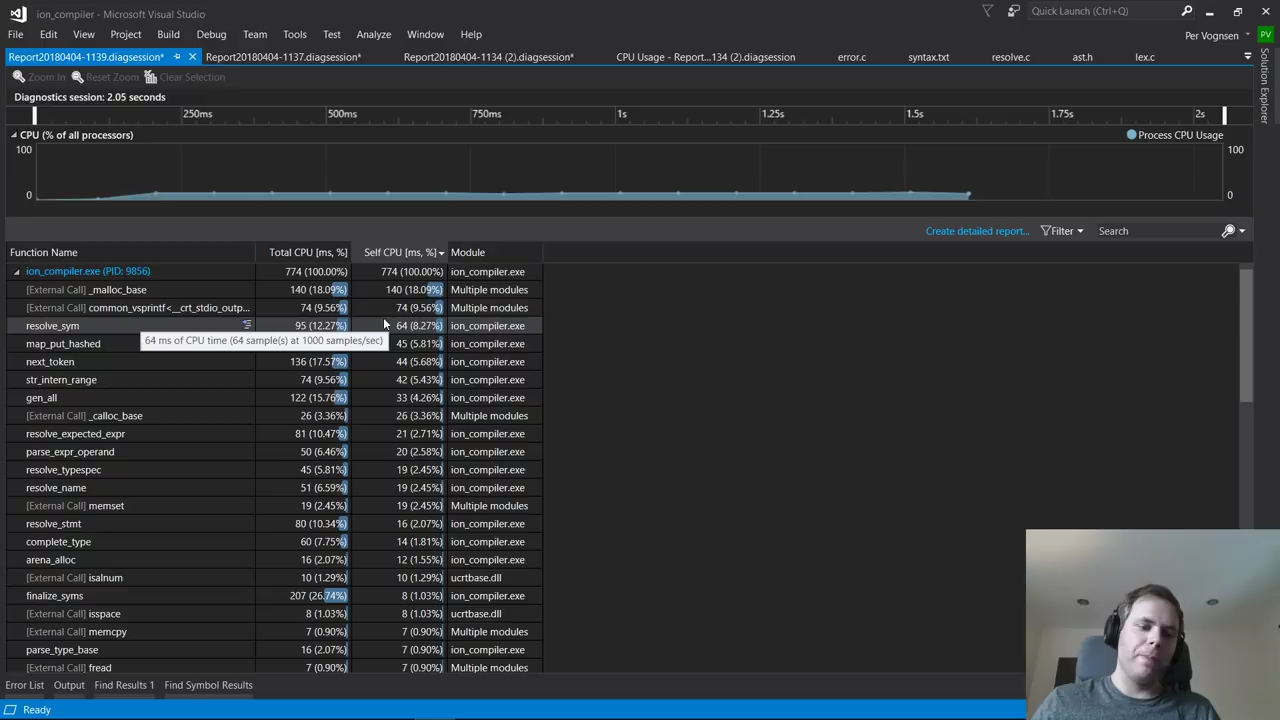 ion_compiler - Microsoft Visual Studio
Quick Launch (Ctrl+Q)
File Edit View Project Build Debug Team Tools Test Analyze Window Help
Per Vognsen PV
Report20180404-1139.diagsession* Report20180404-1137.diagsession* Report20180404-1134 (2).diagsession* CPU Usage - Report...134 (2).diagsession error.c syntax.txt resolve.c ast.h lex.c
Solution Explorer
Zoom In Reset Zoom Clear Selection
Diagnostics session: 2.05 seconds
250ms 500ms 750ms 1s 1.25s 1.5s 1.75s 2s
CPU (% of all processors) Process CPU Usage
100 100
0 0
Create detailed report... Filter Search
Function Name Total CPU [ms, %] Self CPU [ms, %] Module
ion_compiler.exe (PID: 9856) 774 (100.00%) 774 (100.00%) ion_compiler.exe
[External Call] _malloc_base 140 (18.09%) 140 (18.09%) Multiple modules
[External Call] common_vsprintf<__crt_stdio_outp... 74 (9.56%) 74 (9.56%) Multiple modules
resolve_sym 95 (12.27%) 64 (8.27%) ion_compiler.exe
64 ms of CPU time (64 sample(s) at 1000 samples/sec)
map_put_hashed 45 (5.81%) ion_compiler.exe
next_token 136 (17.57%) 44 (5.68%) ion_compiler.exe
str_intern_range 74 (9.56%) 42 (5.43%) ion_compiler.exe
gen_all 122 (15.76%) 33 (4.26%) ion_compiler.exe
[External Call] _calloc_base 26 (3.36%) 26 (3.36%) Multiple modules
resolve_expected_expr 81 (10.47%) 21 (2.71%) ion_compiler.exe
parse_expr_operand 50 (6.46%) 20 (2.58%) ion_compiler.exe
resolve_typespec 45 (5.81%) 19 (2.45%) ion_compiler.exe
resolve_name 51 (6.59%) 19 (2.45%) ion_compiler.exe
[External Call] memset 19 (2.45%) 19 (2.45%) Multiple modules
resolve_stmt 80 (10.34%) 16 (2.07%) ion_compiler.exe
complete_type 60 (7.75%) 14 (1.81%) ion_compiler.exe
arena_alloc 16 (2.07%) 12 (1.55%) ion_compiler.exe
[External Call] isalnum 10 (1.29%) 10 (1.29%) ucrtbase.dll
finalize_syms 207 (26.74%) 8 (1.03%) ion_compiler.exe
[External Call] isspace 8 (1.03%) 8 (1.03%) ucrtbase.dll
[External Call] memcpy 7 (0.90%) 7 (0.90%) Multiple modules
parse_type_base 16 (2.07%) 7 (0.90%) ion_compiler.exe
[External Call] fread 7 (0.90%) 7 (0.90%) Multiple modules
Error List Output Find Results 1 Find Symbol Results
Ready